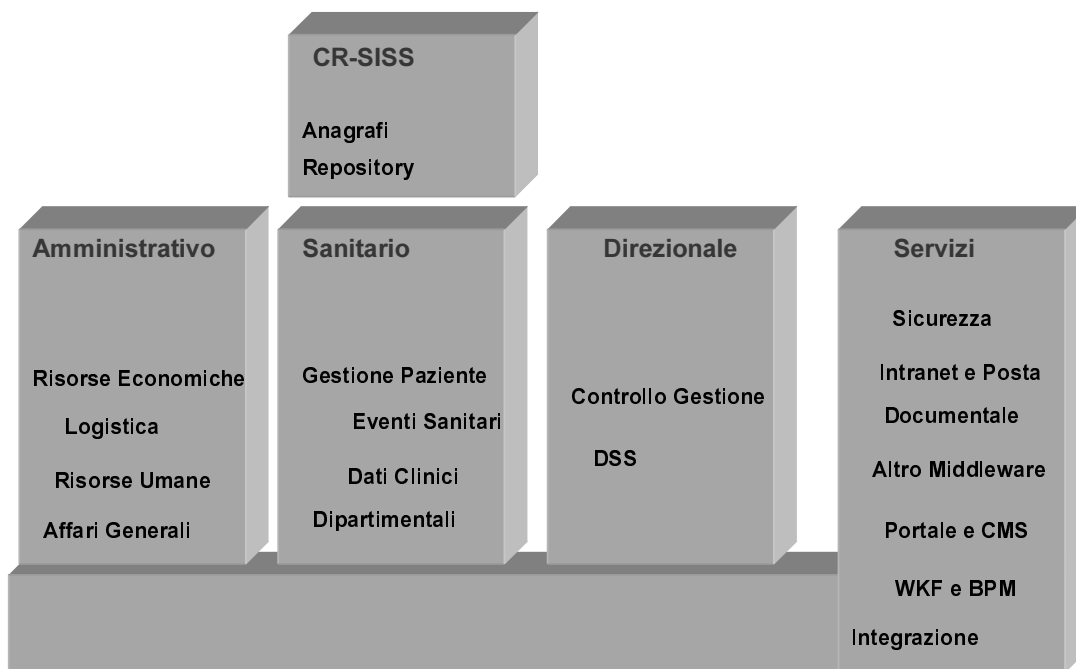 CR-SISS
Anagrafi
Repository
Amministrativo
Risorse Economiche
Logistica
Risorse Umane
Affari Generali
Sanitario
Gestione Paziente
Eventi Sanitari
Dati Clinici
Dipartimentali
Direzionale
Controllo Gestione
DSS
Servizi
Sicurezza
Intranet e Posta
Documentale
Altro Middleware
Portale e CMS
WKF e BPM
Integrazione